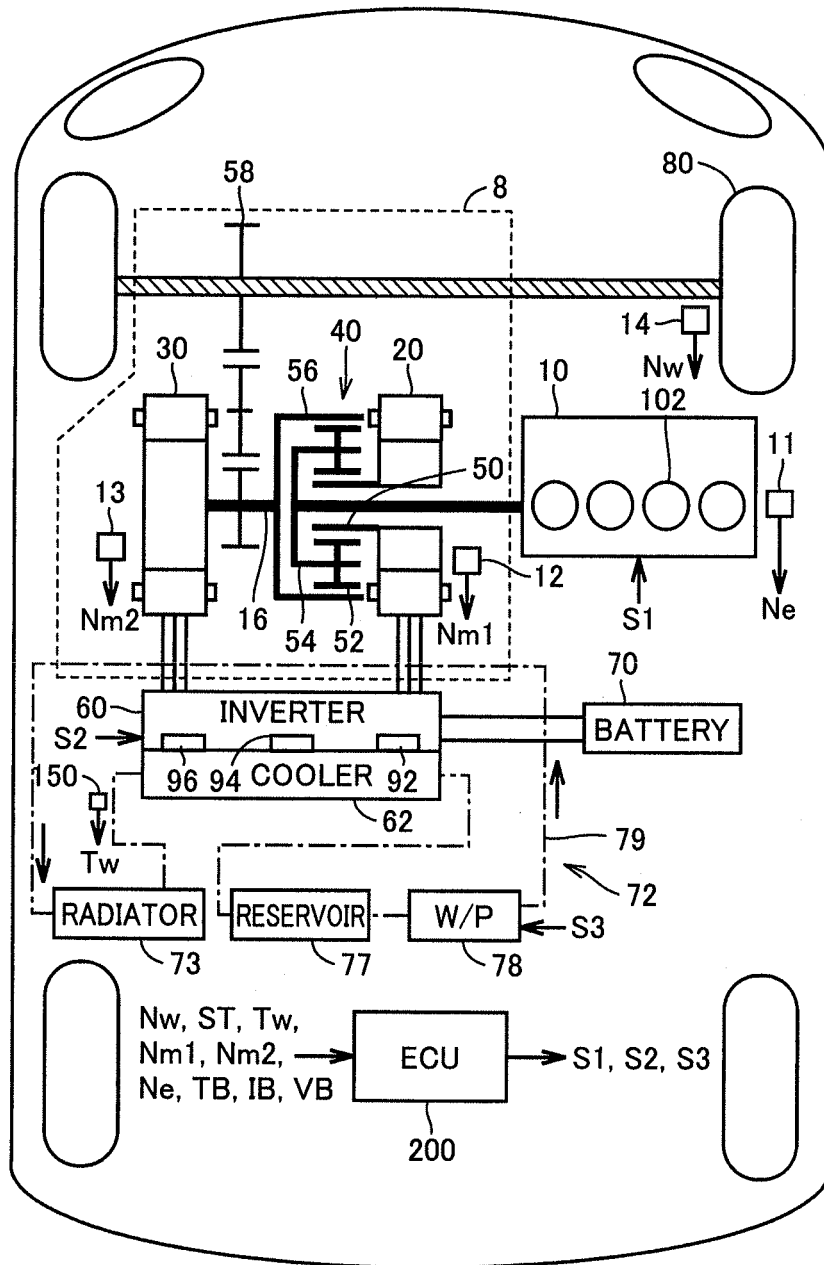 58
8
80
30
40
20
14
Nw
56
10
102
11
50
13
12
Nm2
16
54
52
Nm1
S1
Ne
60
INVERTER
70
BATTERY
S2
96
94
92
COOLER
150
62
Tw
79
72
RADIATOR
RESERVOIR
W/P
S3
73
77
78
Nw, ST, Tw,
Nm1, Nm2,
Ne, TB, IB, VB
ECU
S1, S2, S3
200